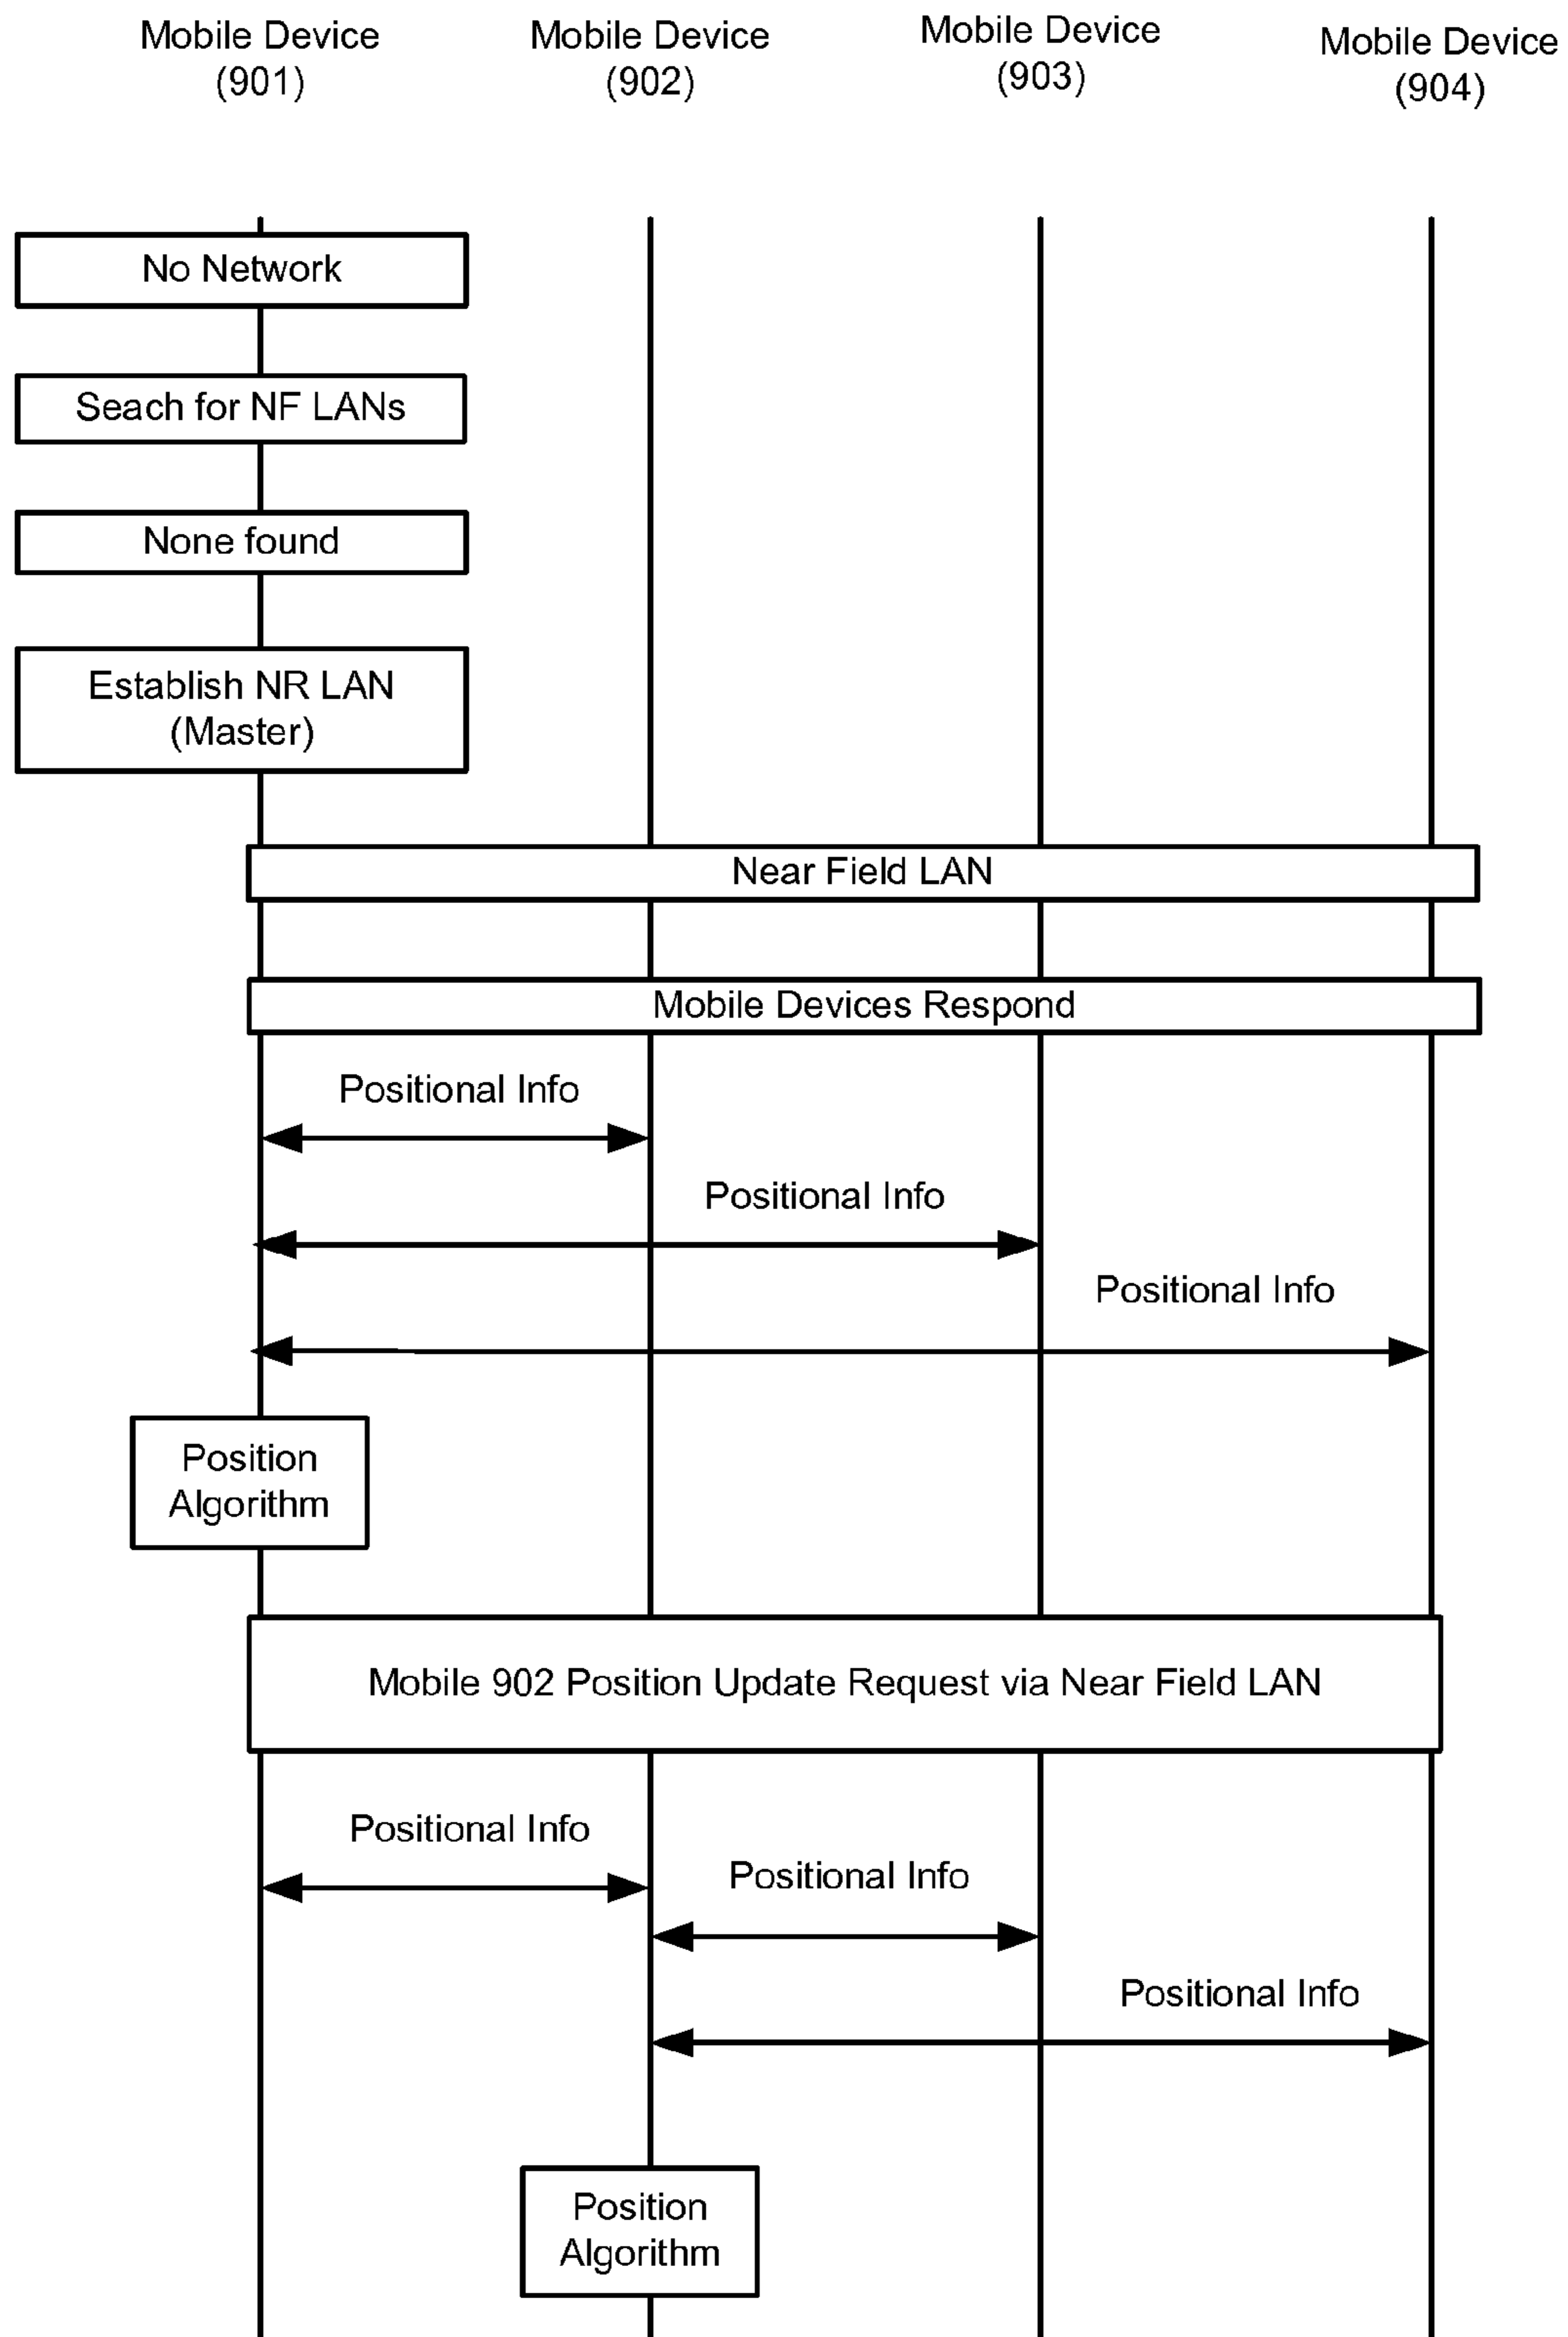 Mobile Device
(901)
Mobile Device
(902)
Mobile Device
(903)
Mobile Device
(904)
No Network
Seach for NF LANs
None found
Establish NR LAN
(Master)
Near Field LAN
Mobile Devices Respond
Positional Info
Positional Info
Positional Info
Position
Algorithm
Mobile 902 Position Update Request via Near Field LAN
Positional Info
Positional Info
Positional Info
Position
Algorithm